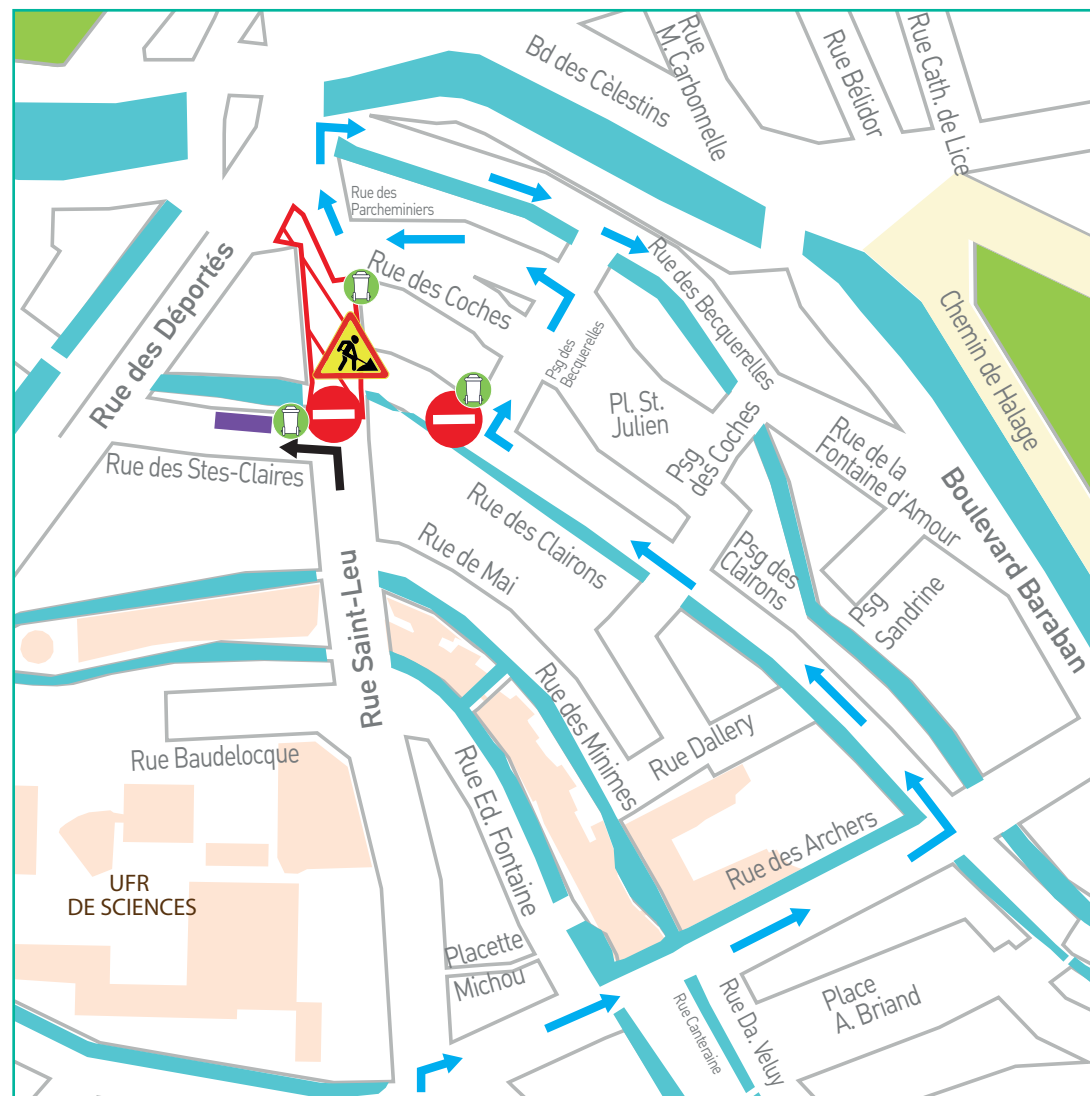 Bd des Cèlestins
Rue
M. Carbonnelle
Rue Bélidor
Rue Cath. de Lice
Rue des
Parcheminiers
Rue des Déportés
Rue des Coches
Rue des Becquerelles
Psg des
Becquerelles
Chemin de Halage
Pl. St.
Julien
Psg
des Coches
Rue de la
Fontaine d'Amour
Boulevard Baraban
Rue des Stes-Claires
Rue des Clairons
Rue de Mai
Psg des
Clairons
Psg
Sandrine
Rue Saint-Leu
Rue des Minimes
Rue Dallery
Rue Baudelocque
Rue Ed. Fontaine
Rue des Archers
UFR
DE SCIENCES
Placette
Michou
Rue Canteraine
Rue Da. Veluy
Place
A. Briand